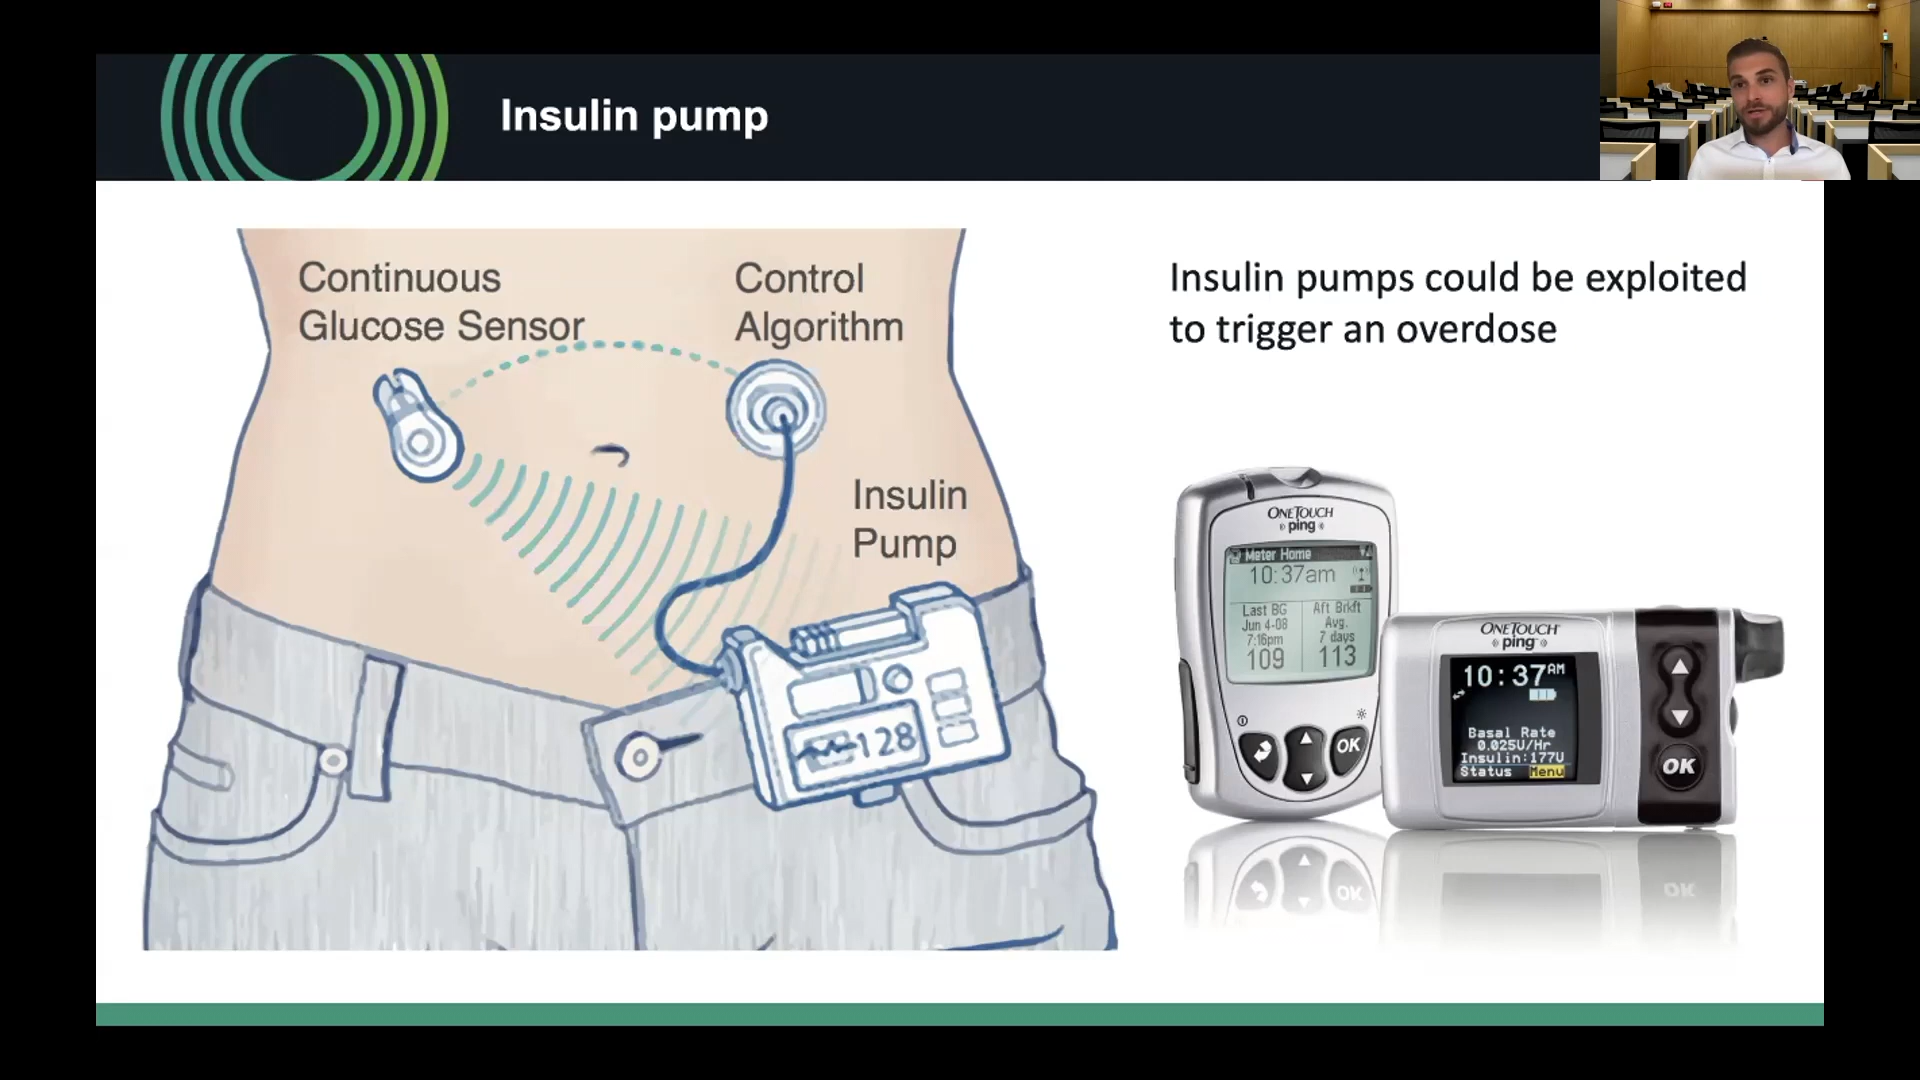 Insulin pump
Continuous
Glucose Sensor
Control
Algorithm
Insulin
Pump
128
Insulin pumps could be exploited
to trigger an overdose
ONETOUCH
ping
Meter Home
10:37am
Last BG
Jun 4-08
7:16pm
109
Aft Brkft
Avg.
7 days
113
OK
ONETOUCH
ping
10:37AM
Basal Rate
0.025U/Hr
Insulin:177U
Status Menu
OK
OK
OK